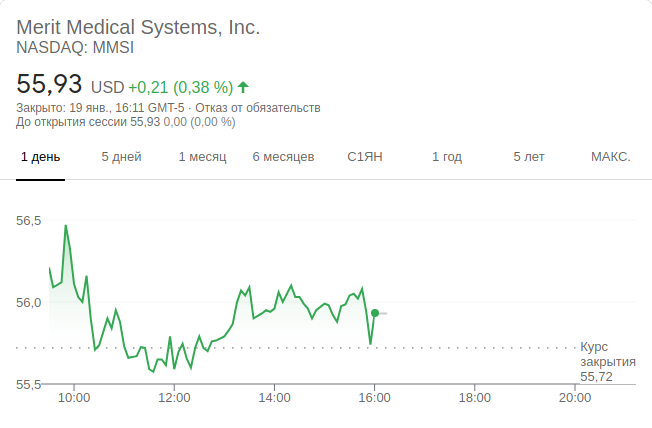 Merit Medical Systems, Inc.
NASDAQ: MMSI
55,93 USD +0,21 (0,38 %)
Закрыто: 19 янв., 16:11 GMT-5 · Отказ от обязательств
До открытия сессии 55,93 0,00 (0,00 %)
1 день 5 дней 1 месяц 6 месяцев С1ЯН 1 год 5 лет МАКС.
56,5
56,0
Курс
закрытия
55,72
55,5
10:00 12:00 14:00 16:00 18:00 20:00